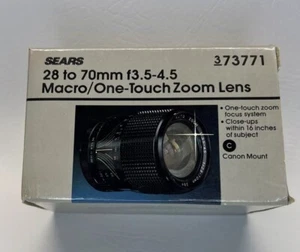 SEARS
373771
28 to 70mm f3.5-4.5
Macro/One-Touch Zoom Lens
• One-touch zoom
focus system
• Close-ups
within 16 inches
of subject
C
Canon Mount